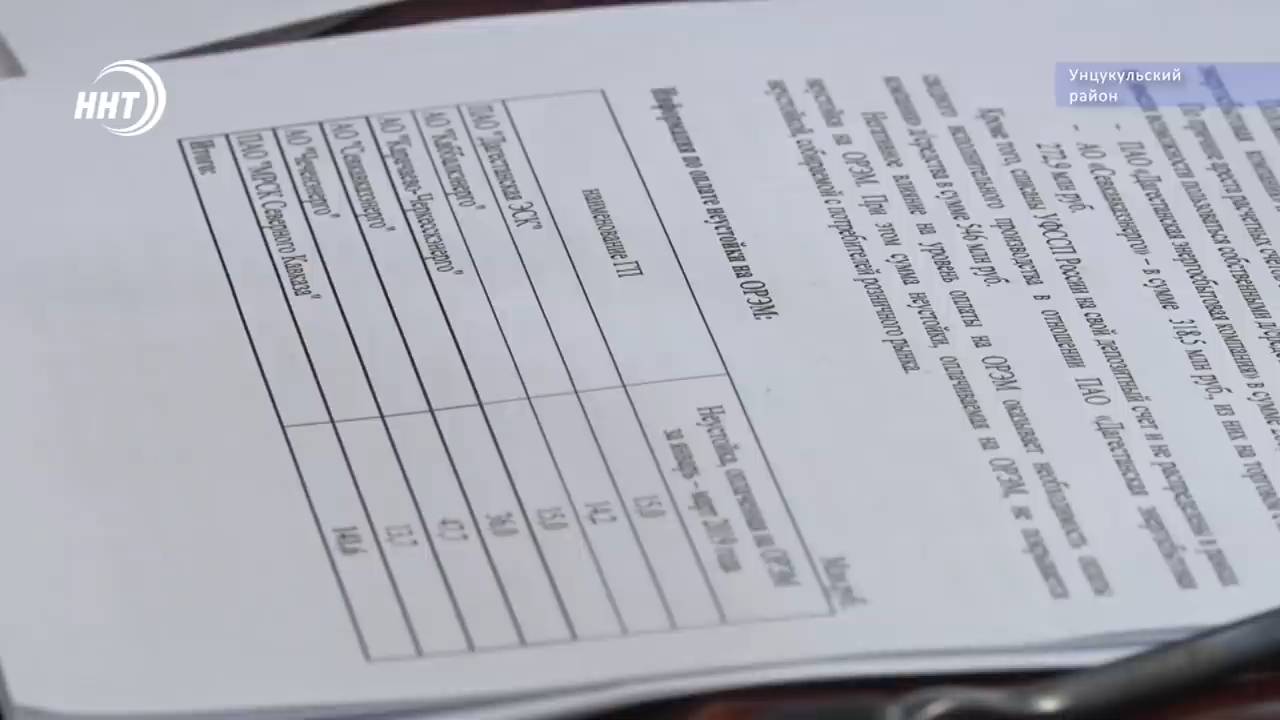 ННТ
Унцукульский
район
ПАО «Дагестанская энергосбытовая компания» в сумме
АО «Севкавказэнерго» – в сумме 318,5 млн руб., из них на торговом
272,9 млн руб.
Кроме того, списаны УФССП России на свой депозитный счет и не распределены в рамках
сводного исполнительного производства в отношении ПАО «Дагестанская энергосбытовая
компания» д/средства в сумме 546 млн руб.
Негативное влияние на уровень оплаты на ОРЭМ оказывает необходимость оплаты
неустойки на ОРЭМ. При этом сумма неустойки, оплачиваемая на ОРЭМ, не покрывается
неустойкой, собираемой с потребителей розничного рынка.
Информация по оплате неустойки на ОРЭМ:
Млн руб.
наименование ГП
Неустойка, оплаченная на ОРЭМ
за январь – март 2019 года
ПАО "Дагестанская ЭСК" 15,0
АО "Каббалкэнерго" 14,2
АО "Карачаево-Черкесскэнерго" 15,0
АО "Севкавказэнерго" 36,0
АО "Чеченэнерго" 47,7
ПАО "МРСК Северного Кавказа" 13,7
Итого: 141,6